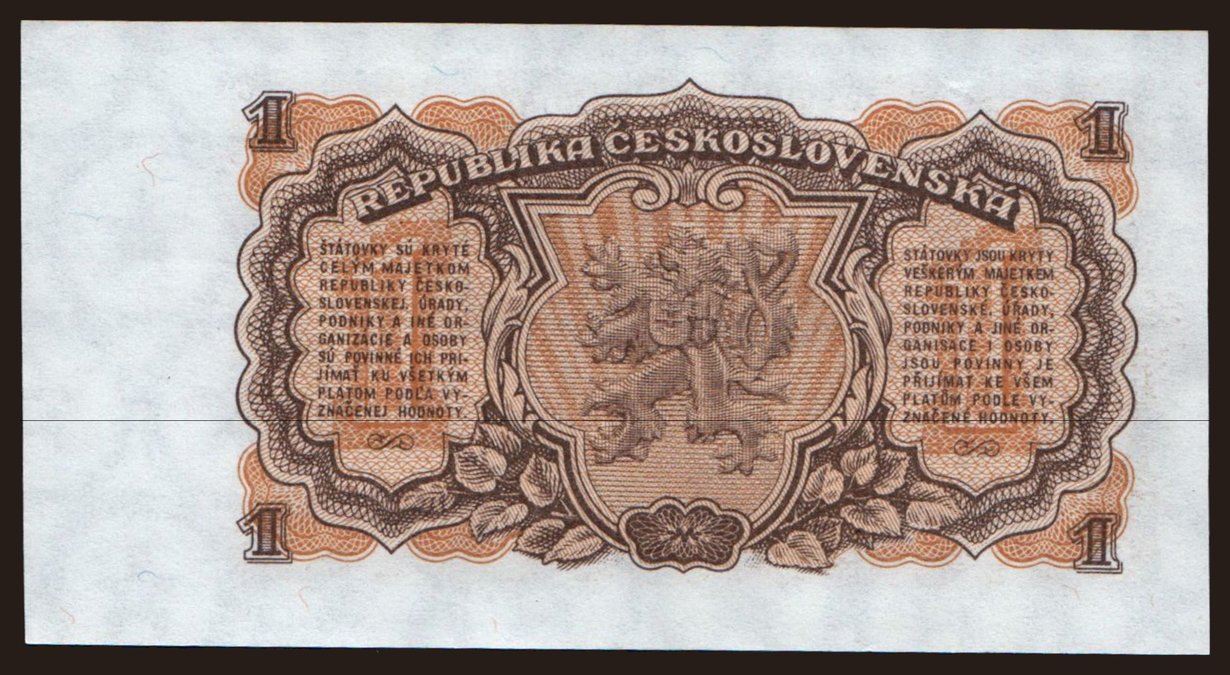 1
1
REPUBLIKA ČESKOSLOVENSKÁ
ŠTÁTOVKY SÚ KRYTÉ
CELÝM MAJETKOM
REPUBLIKY ČESKO-
SLOVENSKEJ, ÚRADY,
PODNIKY A INÉ OR-
GANIZÁCIE A OSOBY
SÚ POVINNÉ ICH PRI-
JÍMAŤ KU VŠETKÝM
PLATOM PODĽA VY-
ZNAČENEJ HODNOTY.
STÁTOVKY JSOU KRYTY
VEŠKERÝM MAJETKEM
REPUBLIKY ČESKO-
SLOVENSKÉ, ÚŘADY,
PODNIKY A JINÉ OR-
GANISACE I OSOBY
JSOU POVINNY JE
PŘIJÍMAT KE VŠEM
PLATŮM PODLE VY-
ZNAČENÉ HODNOTY.
1
1